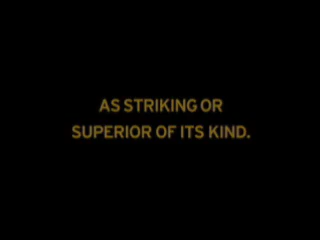 AS STRIKING OR
SUPERIOR OF ITS KIND.